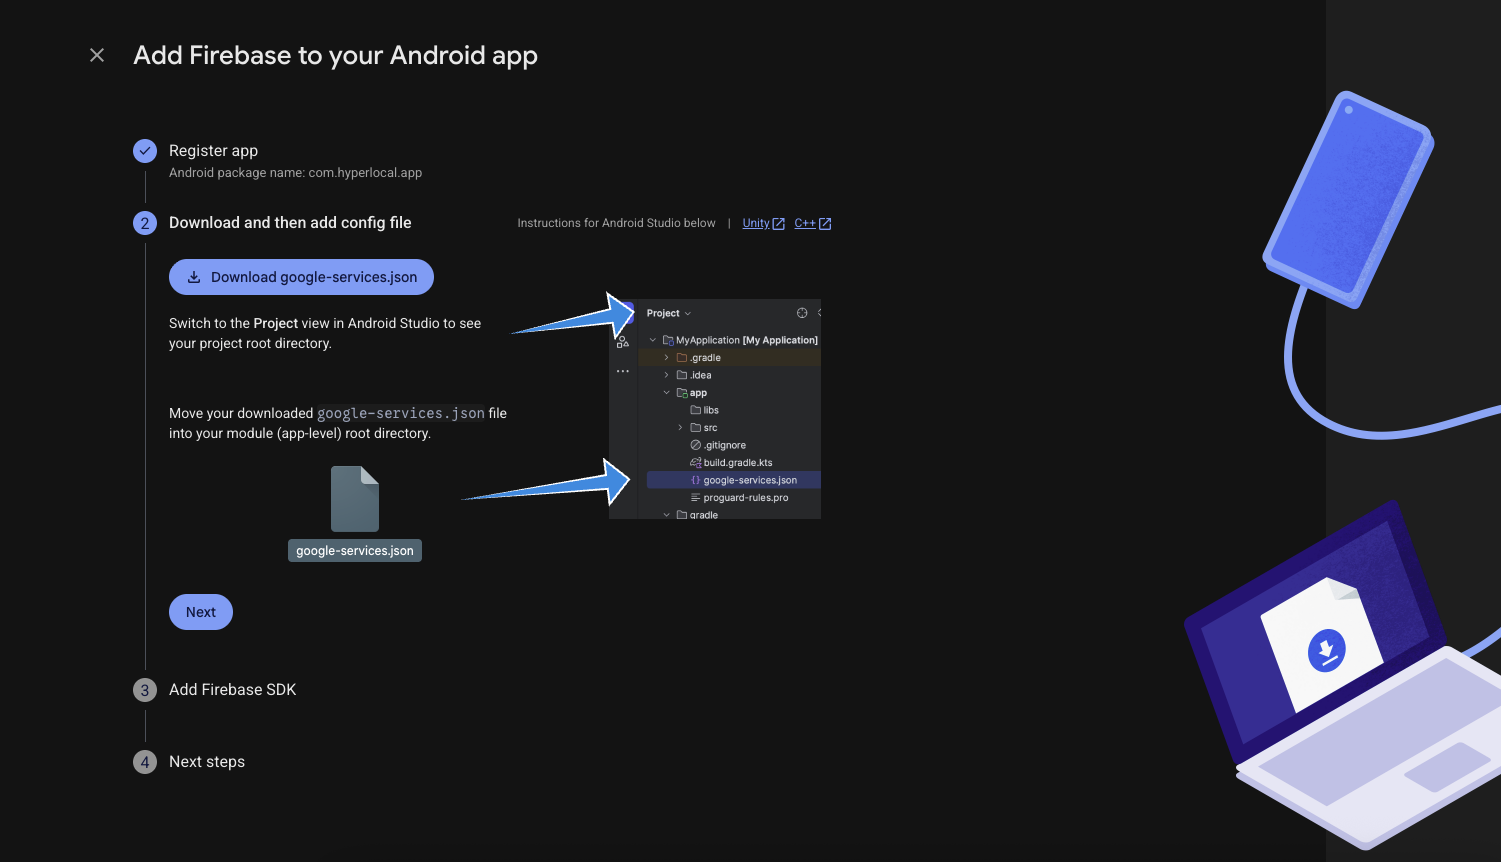 Add Firebase to your Android app
Register app
Android package name: com.hyperlocal.app
2
Download and then add config file
Instructions for Android Studio below | Unity C++
Download google-services.json
Switch to the Project view in Android Studio to see
your project root directory.
Move your downloaded google-services.json file
into your module (app-level) root directory.
google-services.json
Project
MyApplication [My Application]
.gradle
.idea
app
libs
src
.gitignore
build.gradle.kts
google-services.json
proguard-rules.pro
gradle
Next
3
Add Firebase SDK
4
Next steps